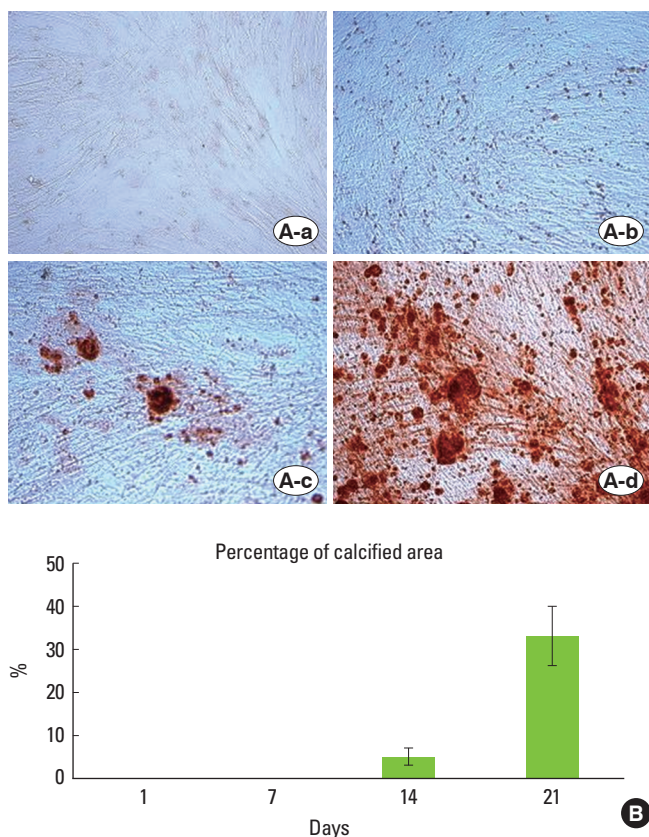 A-a
A-b
A-c
A-d
Percentage of calcified area
50
40
30
20
10
0
%
1 7 14 21
Days
B